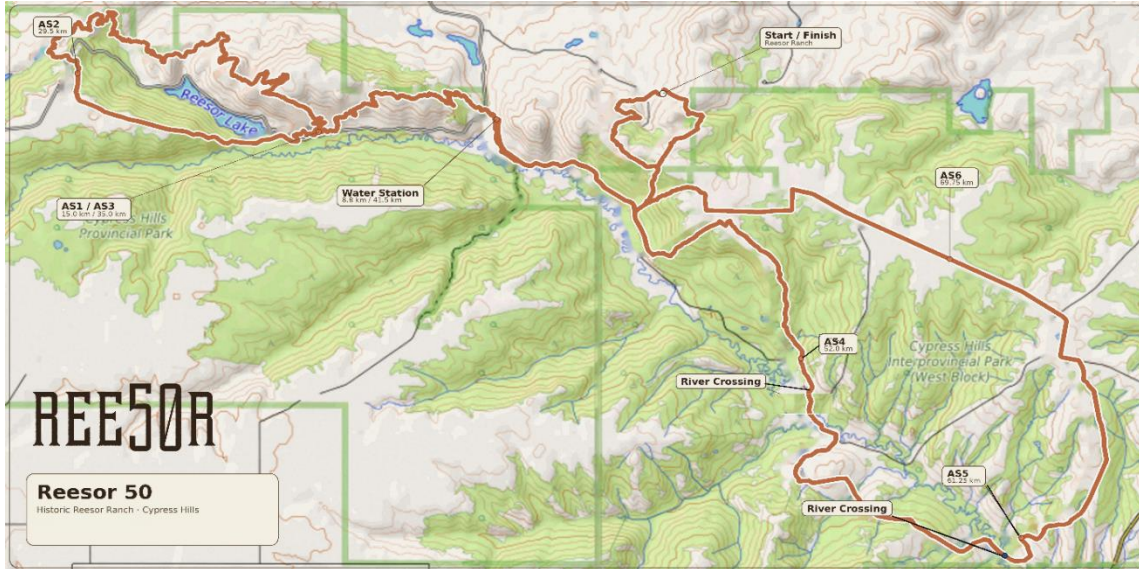 AS2
29.5 km
Start / Finish
Reesor Ranch
Reesor Lake
AS6
69.75 km
Water Station
6.8 km / 41.5 km
AS1 / AS3
15.0 km / 35.0 km
Cypress Hills
Provincial Park
AS4
52.0 km
Cypress Hills
Interprovincial Park
(West Block)
River Crossing
REE50R
AS5
61.25 km
Reesor 50
Historic Reesor Ranch - Cypress Hills
River Crossing